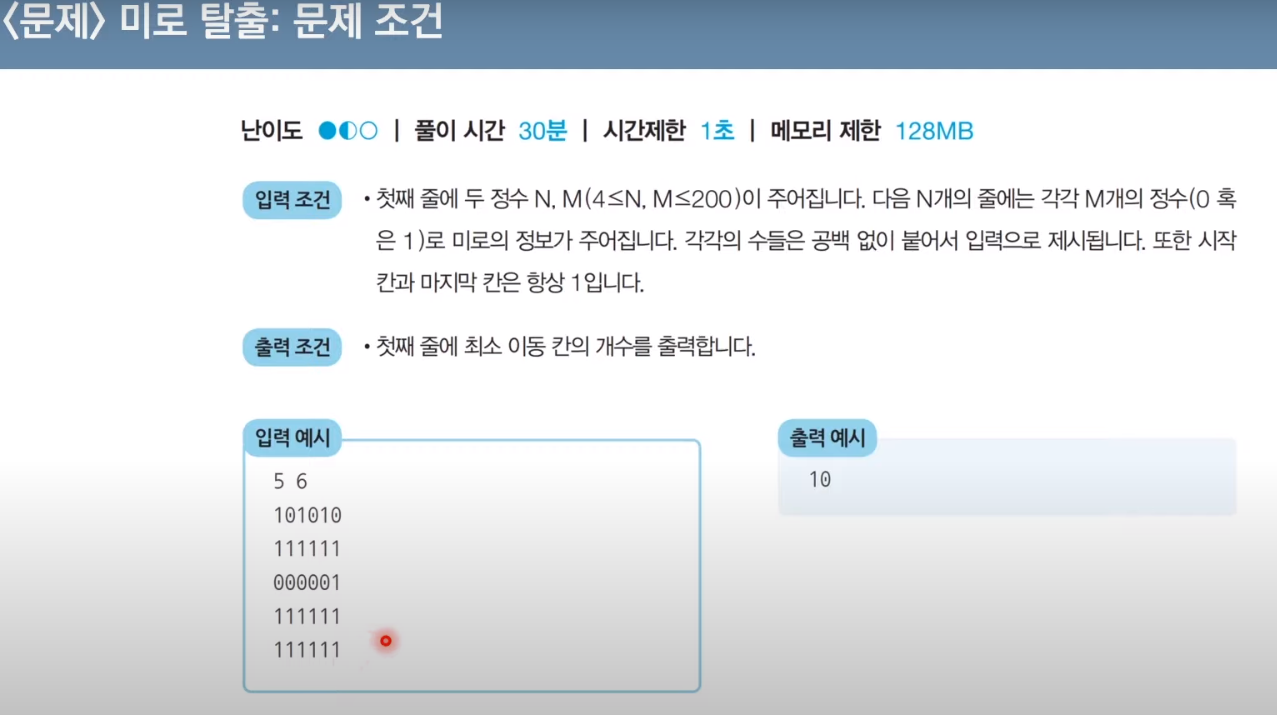 <문제> 미로 탈출: 문제 조건
난이도 ●◐○ | 풀이 시간 30분 | 시간제한 1초 | 메모리 제한 128MB
입력 조건 • 첫째 줄에 두 정수 N, M(4≤N, M≤200)이 주어집니다. 다음 N개의 줄에는 각각 M개의 정수(0 혹
은 1)로 미로의 정보가 주어집니다. 각각의 수들은 공백 없이 붙어서 입력으로 제시됩니다. 또한 시작
칸과 마지막 칸은 항상 1입니다.
출력 조건 • 첫째 줄에 최소 이동 칸의 개수를 출력합니다.
입력 예시
5 6
101010
111111
000001
111111
111111
출력 예시
10